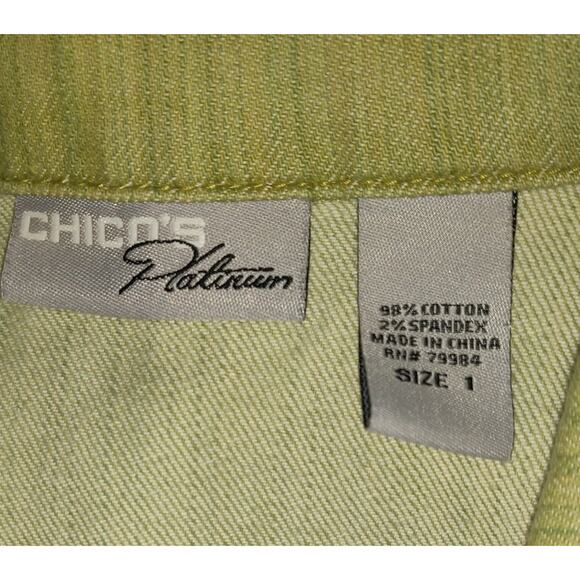 CHICO'S
Platinum
98% COTTON
2% SPANDEX
MADE IN CHINA
RN# 79984
SIZE 1